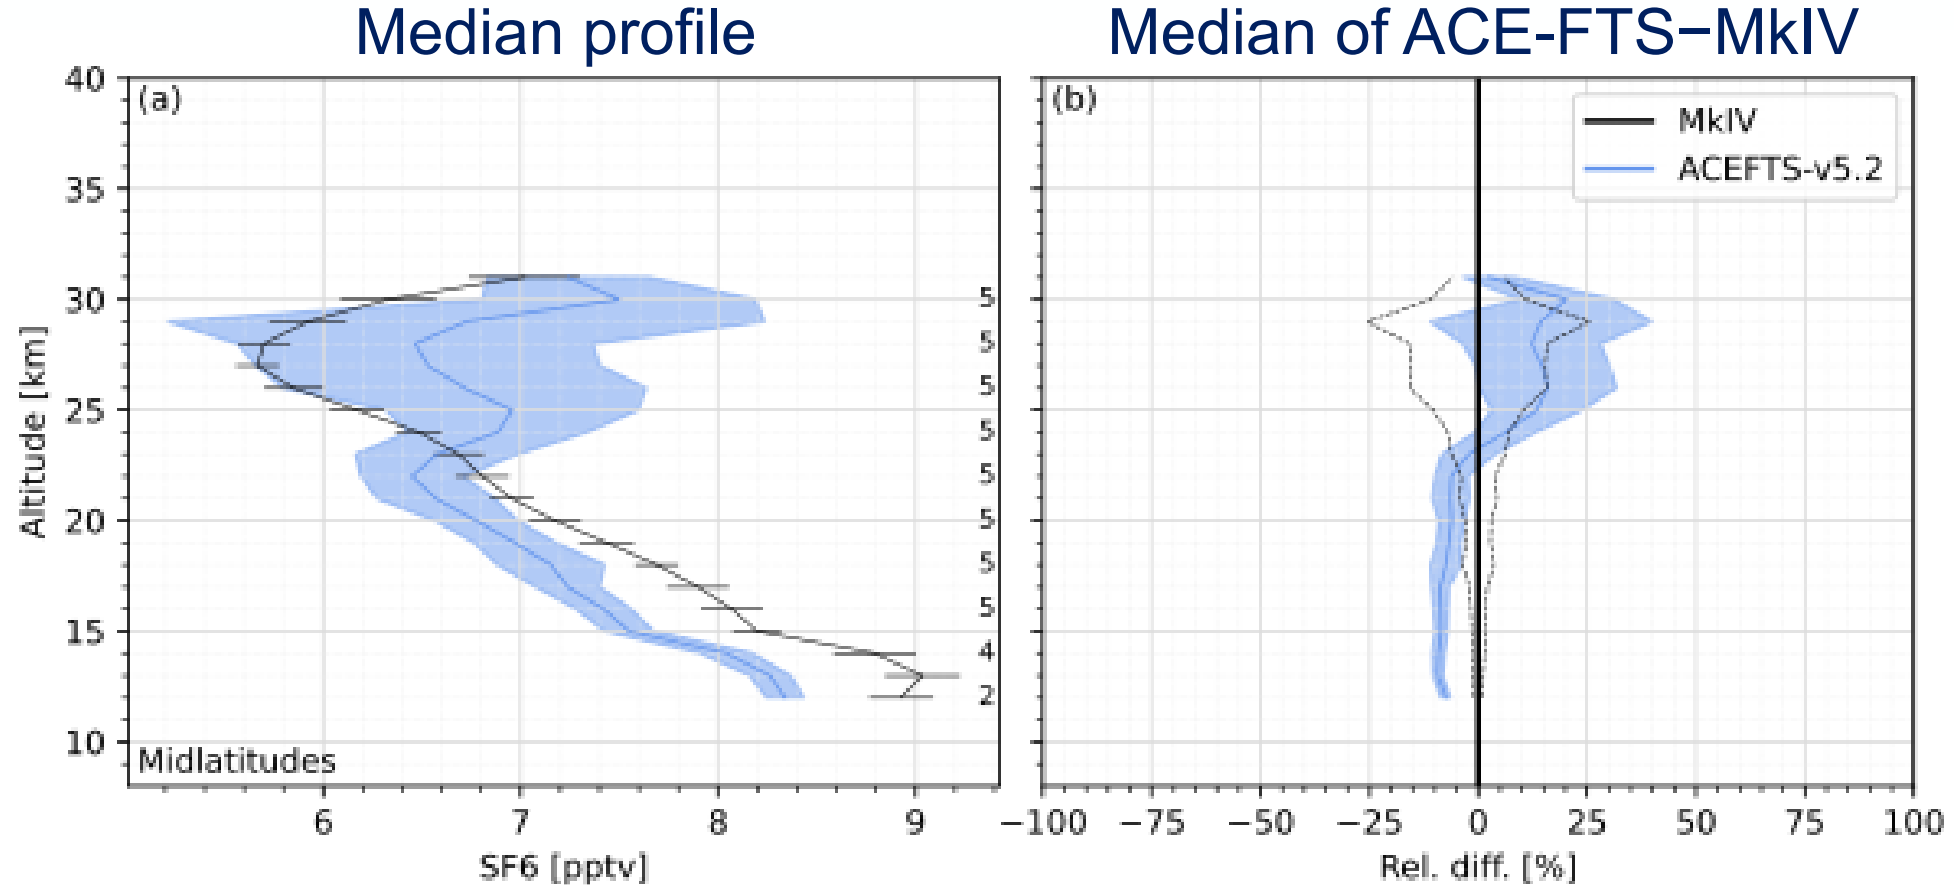 Median profile
Median of ACE-FTS−MkIV
(a)
(b)
MkIV
ACEFTS-v5.2
40
35
30
25
20
15
10
Altitude [km]
5
5
5
5
5
5
5
5
4
2
Midlatitudes
6 7 8 9
SF6 [pptv]
−100 −75 −50 −25 0 25 50 75 100
Rel. diff. [%]